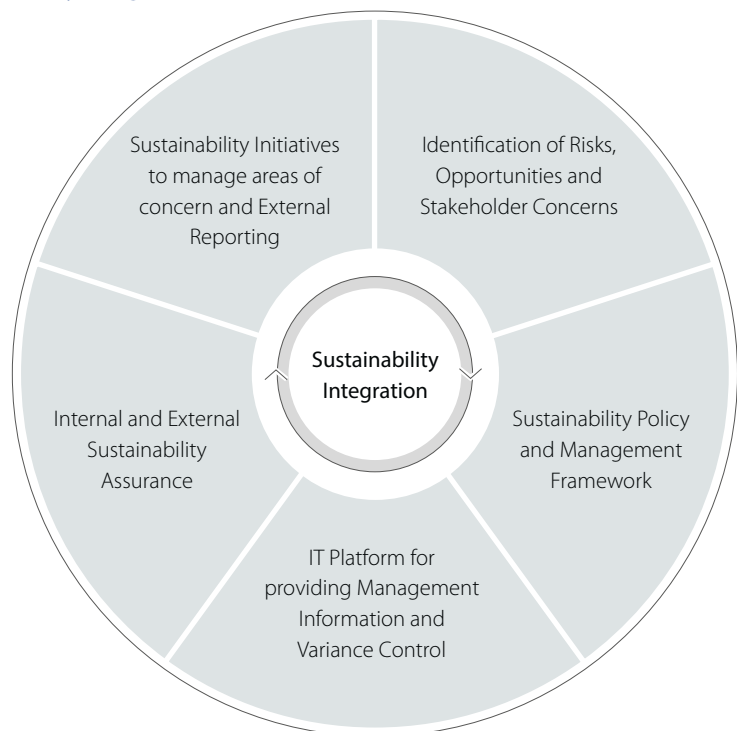 Sustainability Initiatives
to manage areas of
concern and External
Reporting
Identification of Risks,
Opportunities and
Stakeholder Concerns
Sustainability
Integration
Internal and External
Sustainability
Assurance
Sustainability Policy
and Management
Framework
IT Platform for
providing Management
Information and
Variance Control